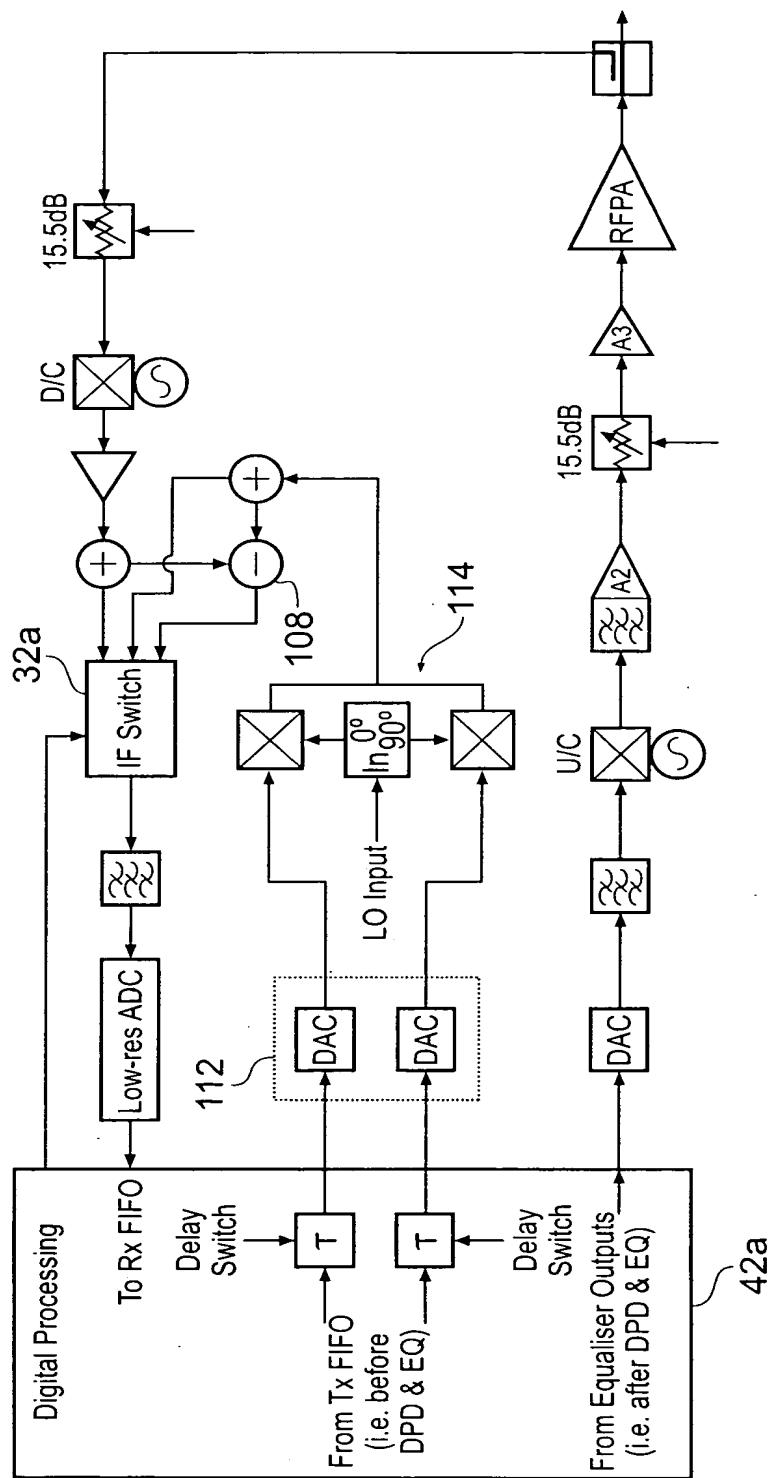 15.5dB
D/C
32a
IF Switch
108
114
Low-res ADC
112
DAC
DAC
LO Input
In
0°
90°
Digital Processing
To Rx FIFO
Delay
Switch
τ
From Tx FIFO
(i.e. before
DPD & EQ)
τ
Delay
Switch
From Equaliser Outputs
(i.e. after DPD & EQ)
42a
DAC
U/C
A2
15.5dB
A3
RFPA